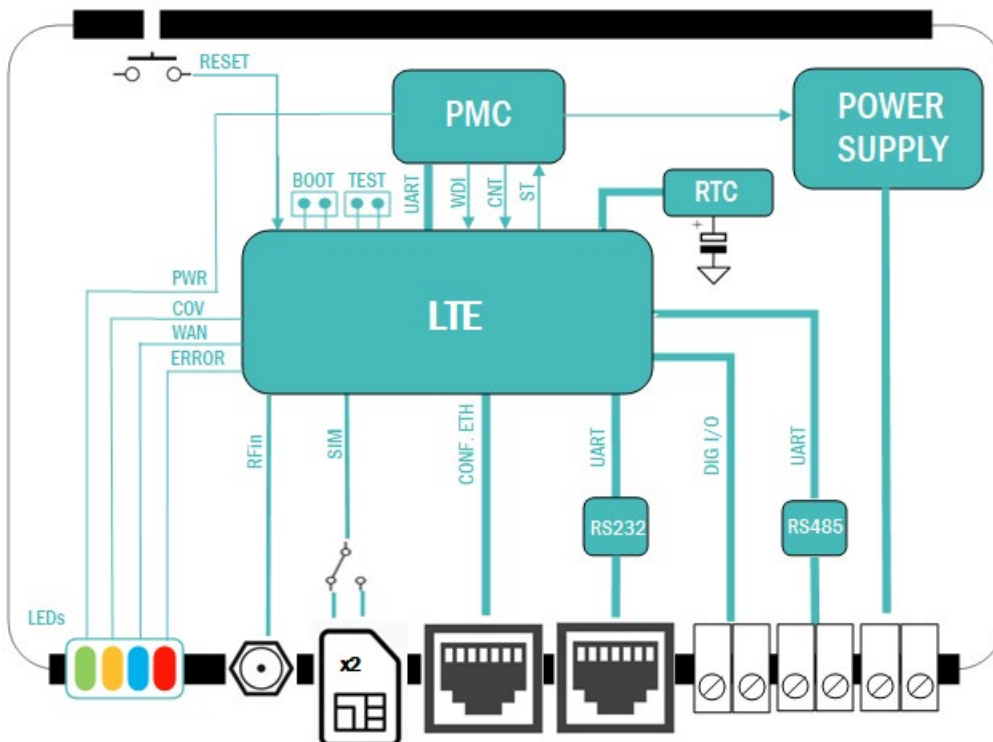 RESET
PMC
POWER
SUPPLY
BOOT
TEST
UART
WDI
CNT
ST
RTC
+
PWR
COV
WAN
ERROR
LTE
RFin
SIM
CONF. ETH
UART
DIG I/O
UART
RS232
RS485
LEDs
x2